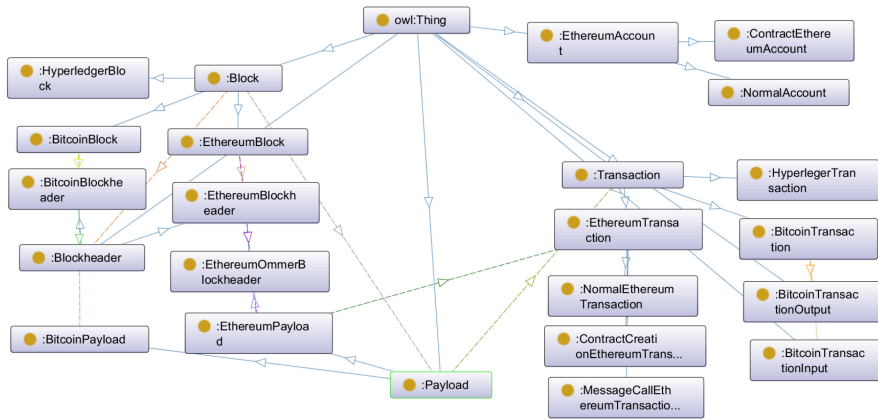 owl:Thing
:EthereumAccoun
t
:ContractEthere
umAccount
:NormalAccount
:HyperledgerBlo
ck
:Block
:BitcoinBlock
:EthereumBlock
:BitcoinBlockhe
ader
:EthereumBlockh
eader
:Blockheader
:EthereumOmmerB
lockheader
:BitcoinPayload
:EthereumPayloa
d
:Payload
:Transaction
:HyperlegerTran
saction
:EthereumTransa
ction
:BitcoinTransac
tion
:NormalEthereum
Transaction
:BitcoinTransac
tionOutput
:ContractCreati
onEthereumTrans...
:BitcoinTransac
tionInput
:MessageCallEth
ereumTransactio...